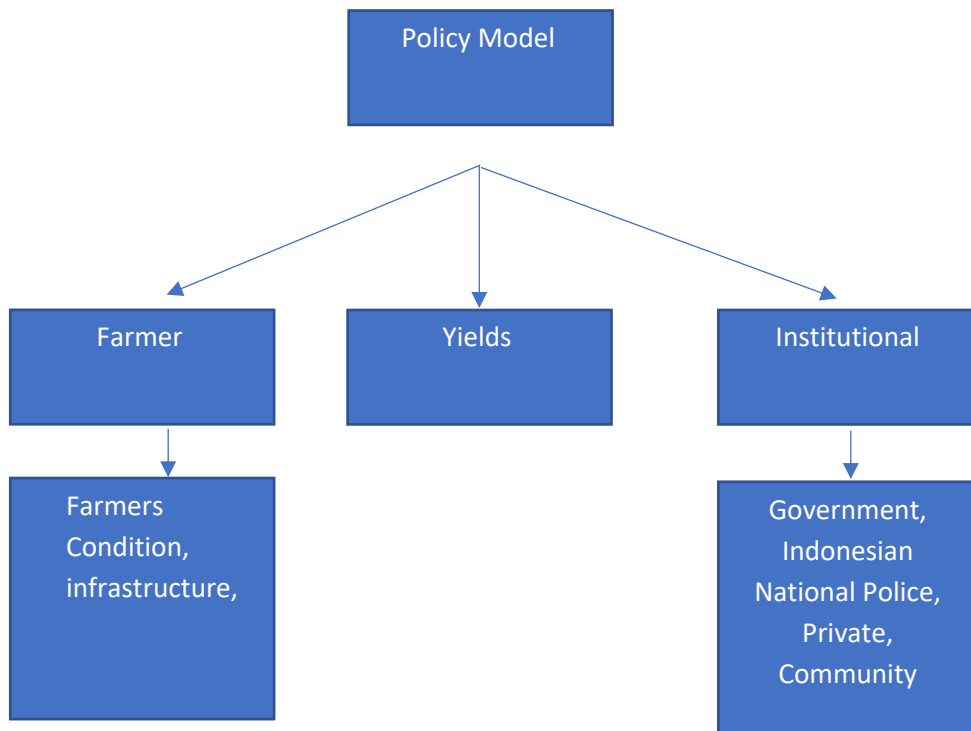 Policy Model
Farmer
Yields
Institutional
Farmers
Condition,
infrastructure,
Government,
Indonesian
National Police,
Private,
Community